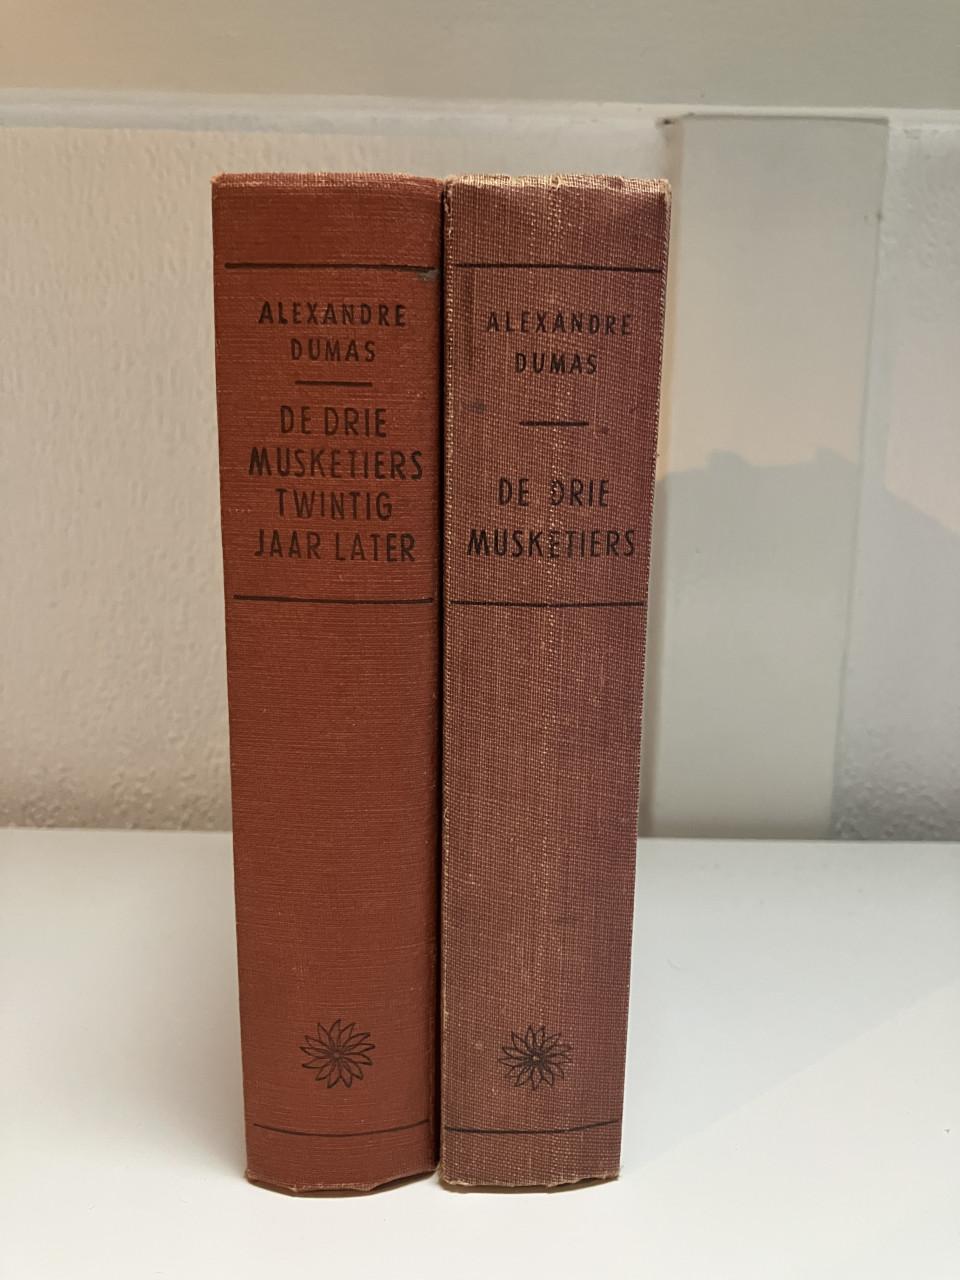 ALEXANDRE
DUMAS
DE DRIE
MUSKETIERS
TWINTIG
JAAR LATER
ALEXANDRE
DUMAS
DE DRIE
MUSKETIERS